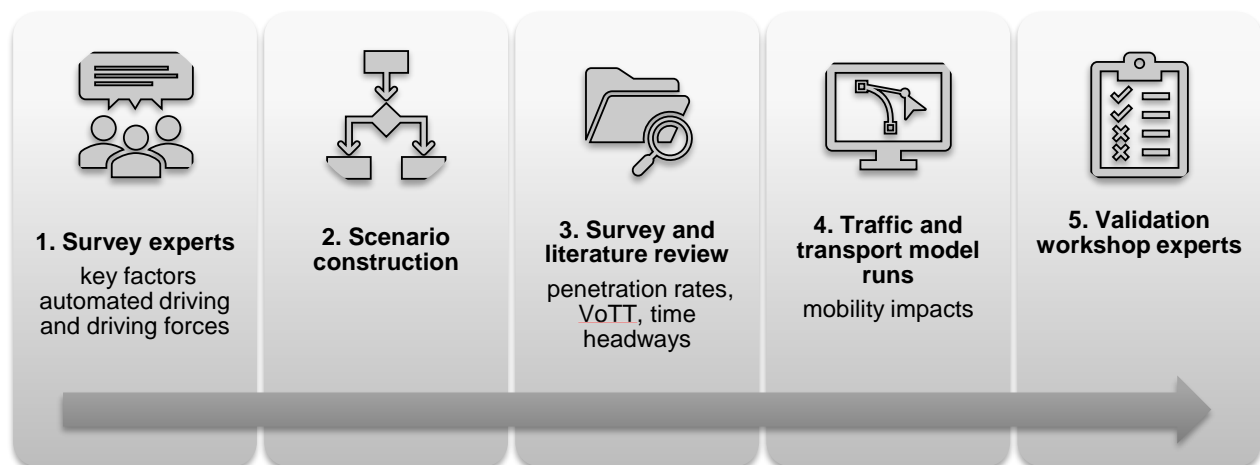 1. Survey experts
key factors
automated driving
and driving forces
2. Scenario
construction
3. Survey and
literature review
penetration rates,
VoTT, time
headways
4. Traffic and
transport model
runs
mobility impacts
5. Validation
workshop experts